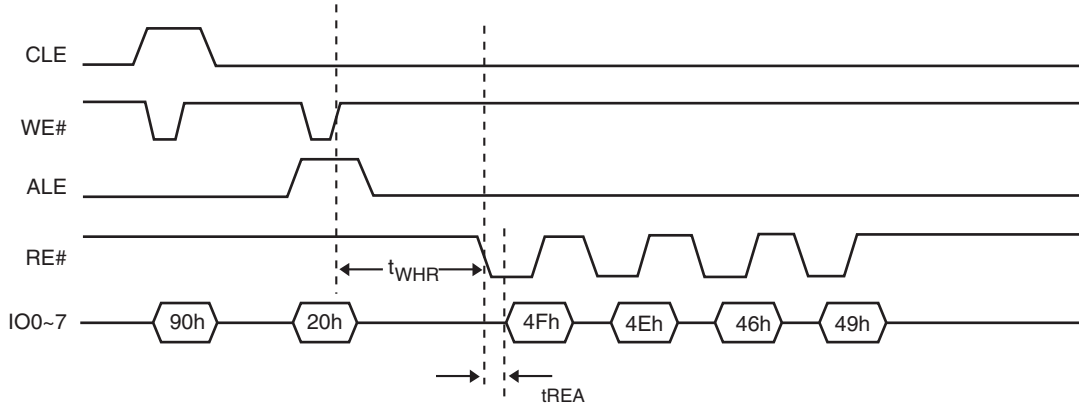 CLE
WE#
ALE
RE#
tWHR
IO0~7 90h 20h 4Fh 4Eh 46h 49h
tREA